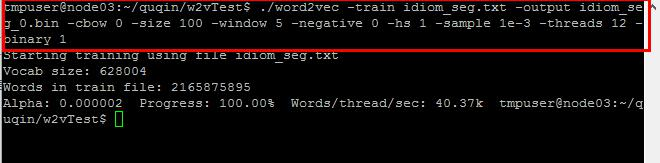 tmpuser@node03:~/quqin/w2vTest$ ./word2vec -train idiom_seg.txt -output idiom_se
g_0.bin -cbow 0 -size 100 -window 5 -negative 0 -hs 1 -sample 1e-3 -threads 12 -
binary 1
Starting training using file idiom_seg.txt
Vocab size: 628004
Words in train file: 2165875895
Alpha: 0.000002  Progress: 100.00%  Words/thread/sec: 40.37k  tmpuser@node03:~/q
uqin/w2vTest$